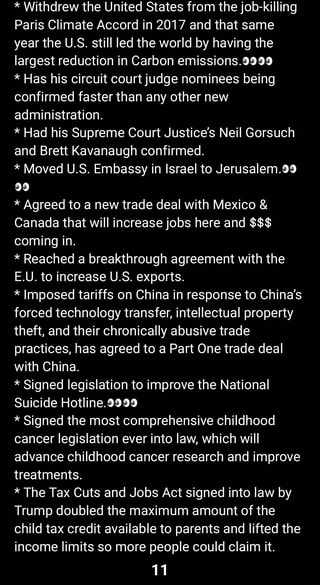 * Withdrew the United States from the job-killing
Paris Climate Accord in 2017 and that same
year the U.S. still led the world by having the
largest reduction in Carbon emissions.👀👀
* Has his circuit court judge nominees being
confirmed faster than any other new
administration.
* Had his Supreme Court Justice’s Neil Gorsuch
and Brett Kavanaugh confirmed.
* Moved U.S. Embassy in Israel to Jerusalem.👀
👀
* Agreed to a new trade deal with Mexico &
Canada that will increase jobs here and $$$
coming in.
* Reached a breakthrough agreement with the
E.U. to increase U.S. exports.
* Imposed tariffs on China in response to China’s
forced technology transfer, intellectual property
theft, and their chronically abusive trade
practices, has agreed to a Part One trade deal
with China.
* Signed legislation to improve the National
Suicide Hotline.👀👀
* Signed the most comprehensive childhood
cancer legislation ever into law, which will
advance childhood cancer research and improve
treatments.
* The Tax Cuts and Jobs Act signed into law by
Trump doubled the maximum amount of the
child tax credit available to parents and lifted the
income limits so more people could claim it.
11